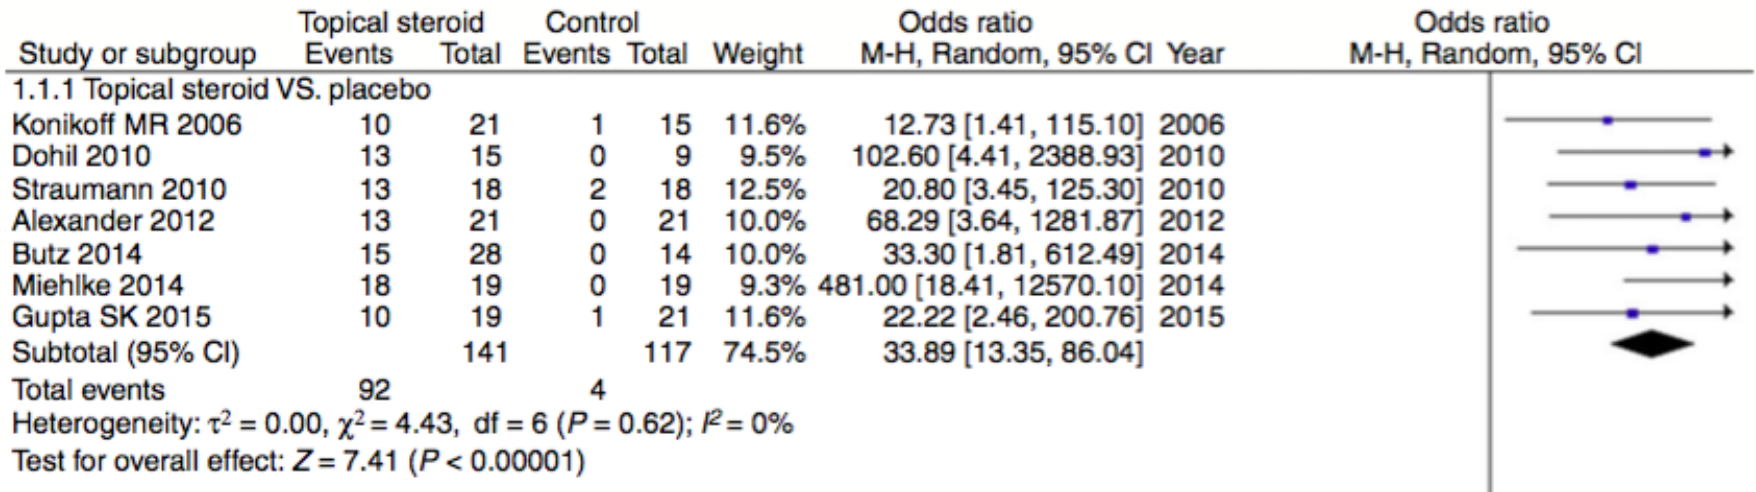 Topical steroid Control Odds ratio Odds ratio
Study or subgroup Events Total Events Total Weight M-H, Random, 95% CI Year M-H, Random, 95% CI
1.1.1 Topical steroid VS. placebo
Konikoff MR 2006 10 21 1 15 11.6% 12.73 [1.41, 115.10] 2006
Dohil 2010 13 15 0 9 9.5% 102.60 [4.41, 2388.93] 2010
Straumann 2010 13 18 2 18 12.5% 20.80 [3.45, 125.30] 2010
Alexander 2012 13 21 0 21 10.0% 68.29 [3.64, 1281.87] 2012
Butz 2014 15 28 0 14 10.0% 33.30 [1.81, 612.49] 2014
Miehlke 2014 18 19 0 19 9.3% 481.00 [18.41, 12570.10] 2014
Gupta SK 2015 10 19 1 21 11.6% 22.22 [2.46, 200.76] 2015
Subtotal (95% CI) 141 117 74.5% 33.89 [13.35, 86.04]
Total events 92 4
Heterogeneity: τ² = 0.00, χ² = 4.43, df = 6 (P = 0.62); I² = 0%
Test for overall effect: Z = 7.41 (P < 0.00001)